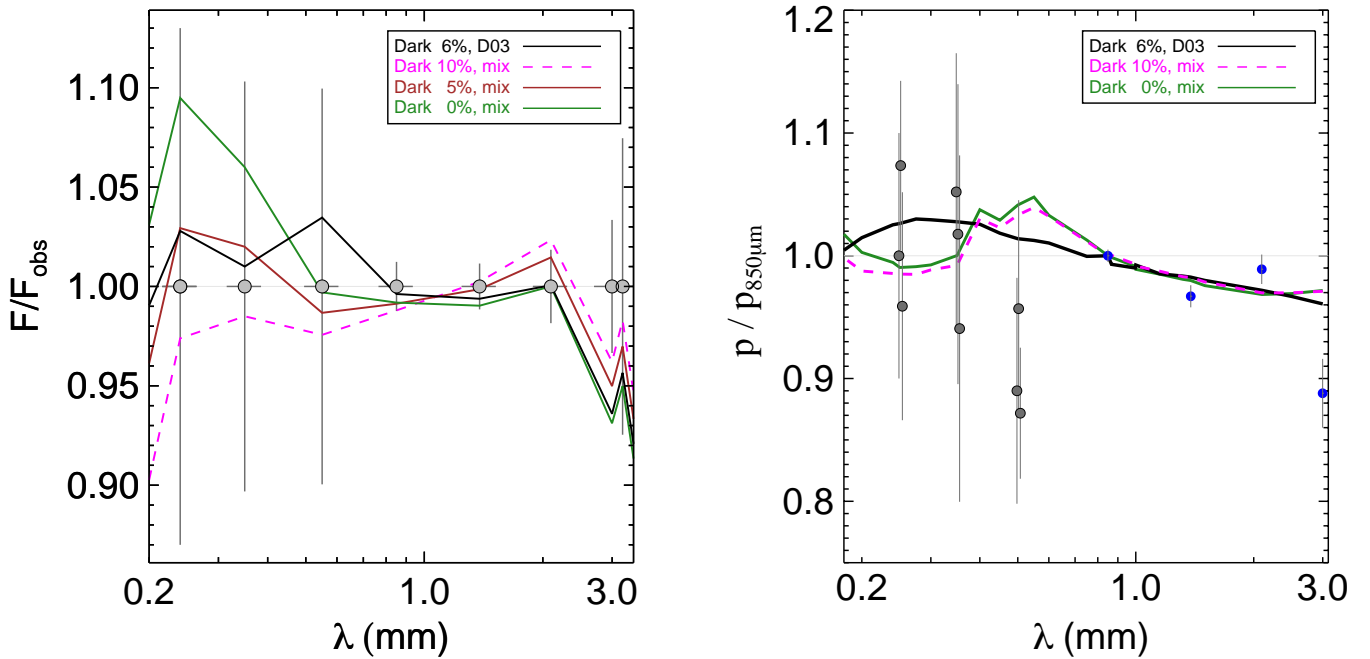 F/F_obs
1.10
1.05
1.00
0.95
0.90
0.2
1.0
3.0
λ (mm)
Dark 6%, D03
Dark 10%, mix
Dark 5%, mix
Dark 0%, mix
p / p_850μm
1.2
1.1
1.0
0.9
0.8
0.2
1.0
3.0
λ (mm)
Dark 6%, D03
Dark 10%, mix
Dark 0%, mix